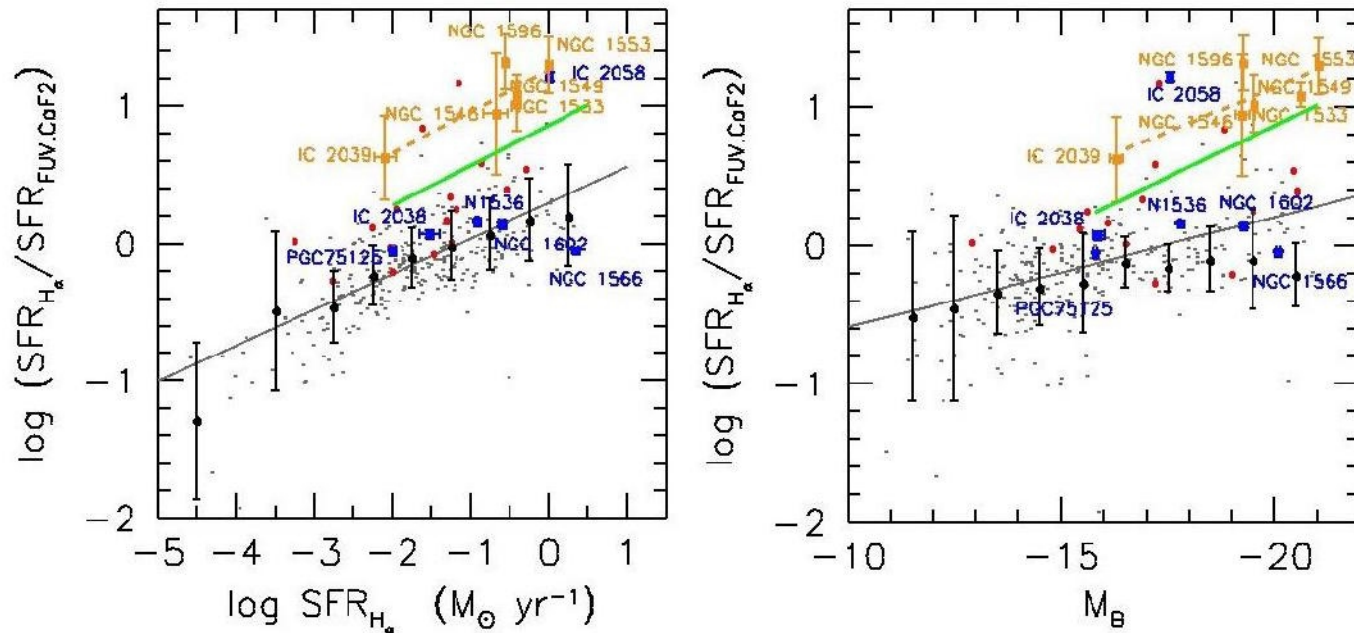 log (SFR_Hα/SFR_FUV.CaF2)
1
0
−1
−2
−5 −4 −3 −2 −1 0 1
log SFR_Hα (M⊙ yr⁻¹)
NGC 1596
NGC 1553
IC 2058
NGC 1549
NGC 1546
NGC 1533
IC 2039
IC 2038
N1536
PGC75125
NGC 1602
NGC 1566
log (SFR_Hα/SFR_FUV.CaF2)
1
0
−1
−2
−10 −15 −20
M_B
NGC 1596
NGC 1553
IC 2058
NGC 1549
NGC 1546
NGC 1533
IC 2039
IC 2038
N1536
NGC 1602
PGC75125
NGC 1566